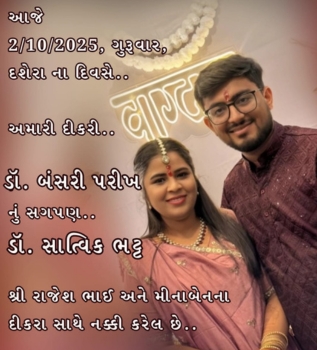 આજે
2/10/2025, ગુરૂવાર,
દશેરા ના દિવસે..
અમારી દીકરી..
ડૉ. બંસરી પરીખ
નું સગપણ..
ડૉ. સાત્વિક ભટ્ટ
શ્રી રાજેશ ભાઈ અને મીનાબેનના
દીકરા સાથે નક્કી કરેલ છે..